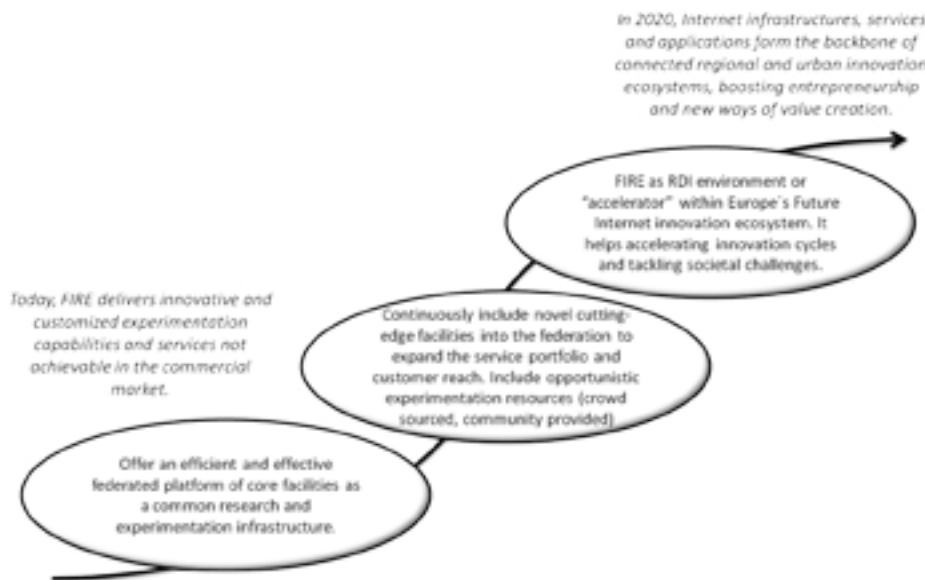 In 2020, Internet infrastructures, services
and applications form the backbone of
connected regional and urban innovation
ecosystems, boosting entrepreneurship
and new ways of value creation.
FIRE as RDI environment or
"accelerator" within Europe´s Future
Internet innovation ecosystem. It
helps accelerating innovation cycles
and tackling societal challenges.
Today, FIRE delivers innovative and
customized experimentation
capabilities and services not
achievable in the commercial
market.
Continuously include novel cutting-
edge facilities into the federation to
expand the service portfolio and
customer reach. Include opportunistic
experimentation resources (crowd
sourced, community provided)
Offer an efficient and effective
federated platform of core facilities as
a common research and
experimentation infrastructure.